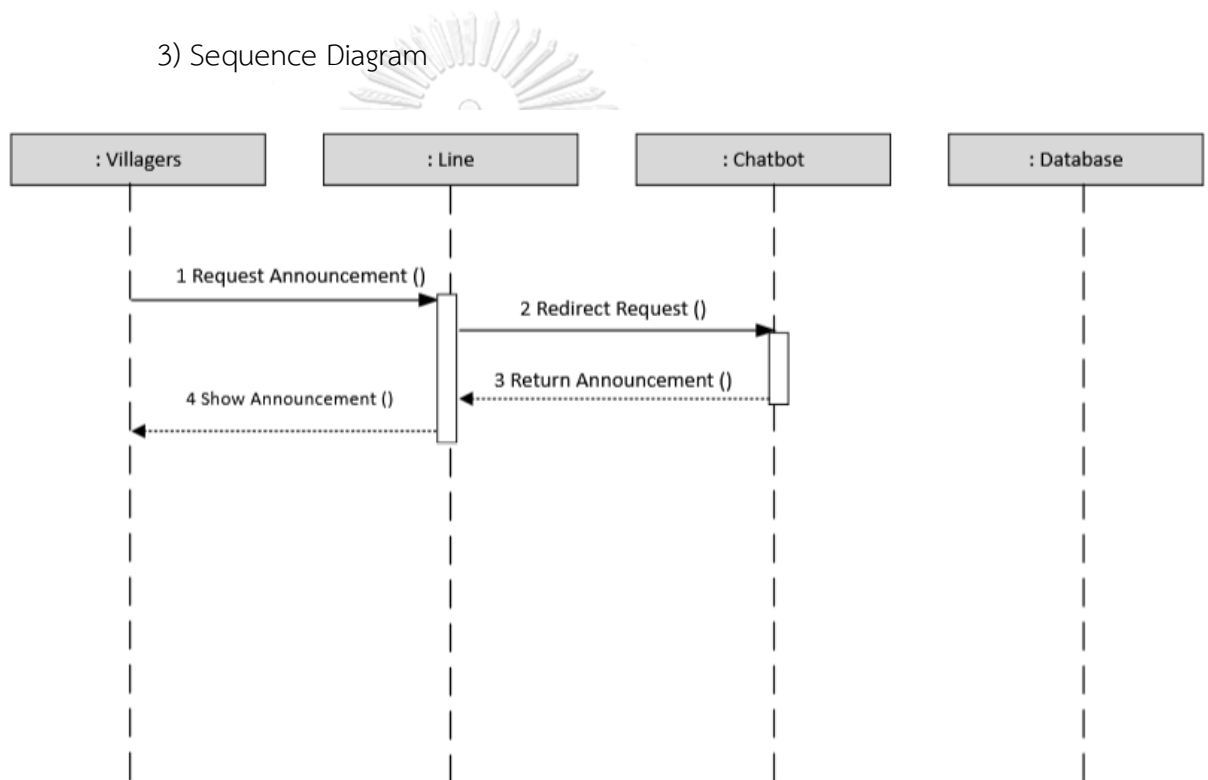 3) Sequence Diagram
: Villagers
: Line
: Chatbot
: Database
1 Request Announcement ()
2 Redirect Request ()
3 Return Announcement ()
4 Show Announcement ()